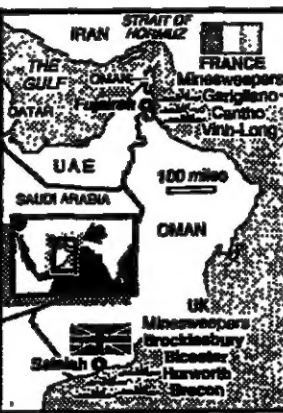 IRAN
STRAIT OF
HORMUZ
THE
GULF
OMAN
FRANCE
Minesweepers
Garigliano
Cantho
Vinh-Long
Fujairah
QATAR
UAE
100 miles
SAUDI ARABIA
OMAN
UK
Minesweepers
Brocklesbury
Bicester
Hurworth
Brecon
Salalah